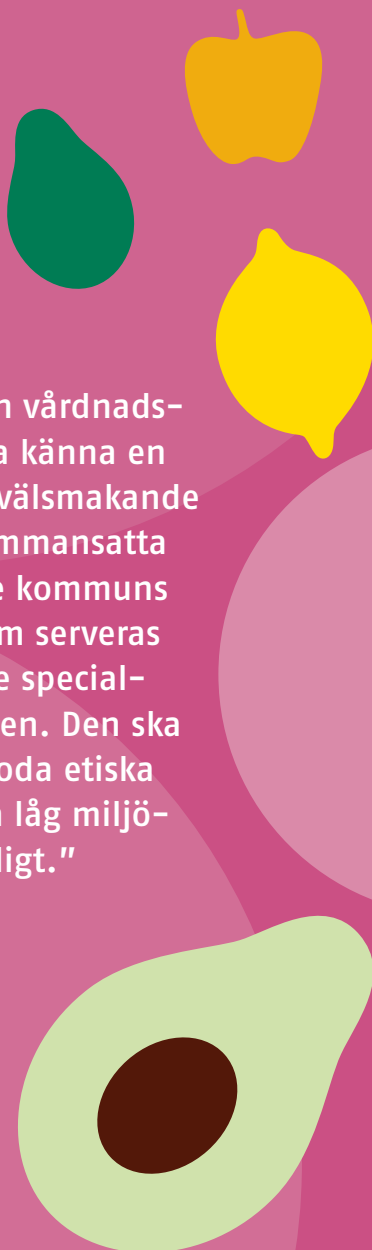 n vårdnads-
a känna en
välsmakande
mmansatta
e kommuns
m serveras
e special-
en. Den ska
oda etiska
n låg miljö-
ligt.”